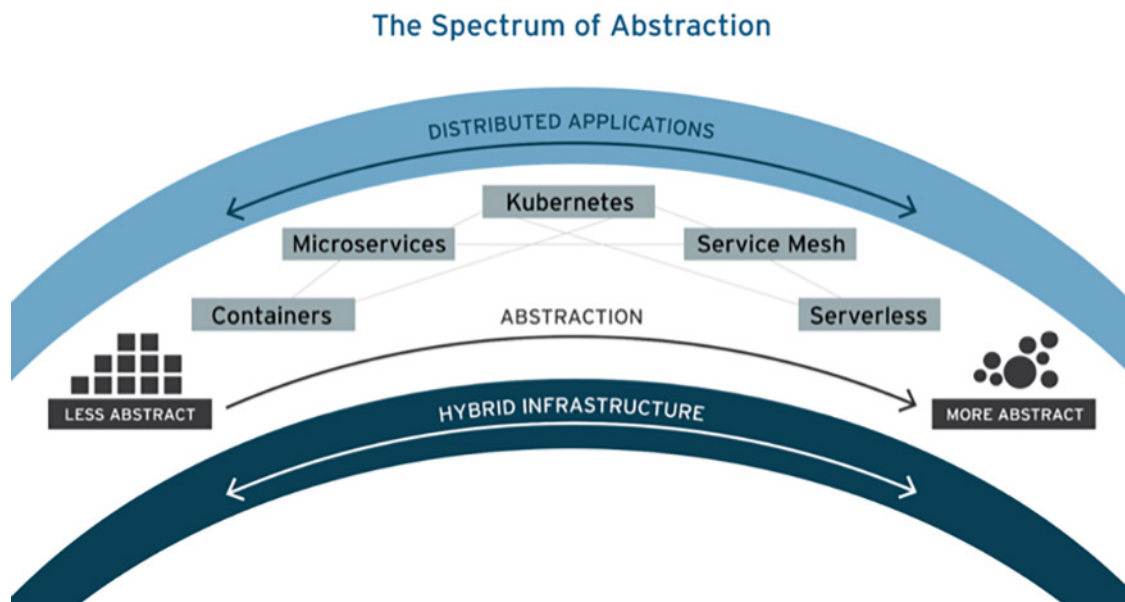 The Spectrum of Abstraction
DISTRIBUTED APPLICATIONS
Kubernetes
Microservices
Service Mesh
Containers
Serverless
ABSTRACTION
LESS ABSTRACT
MORE ABSTRACT
HYBRID INFRASTRUCTURE